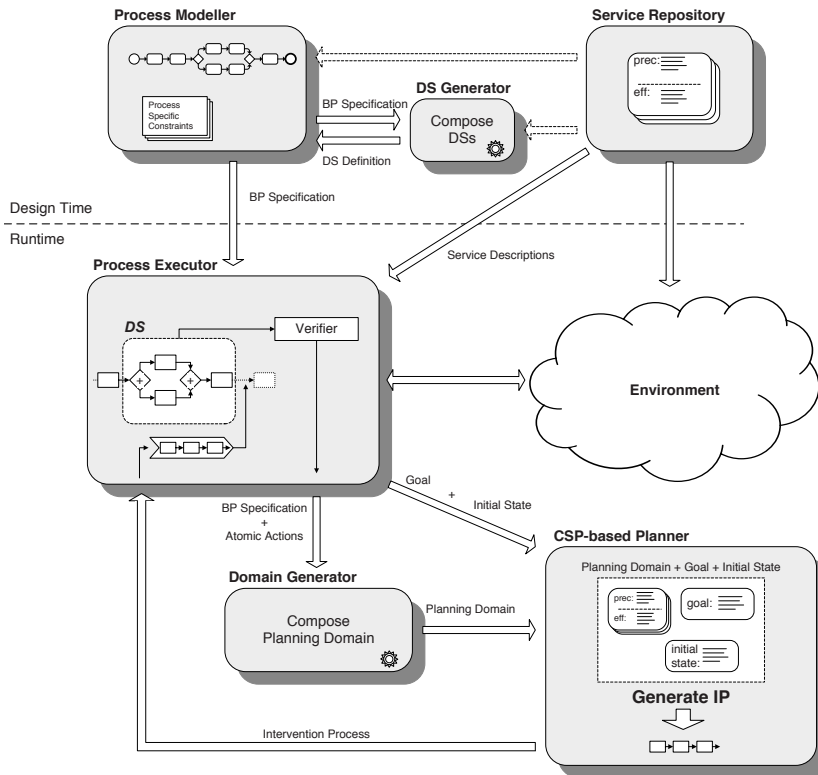 Process Modeller
Service Repository
prec:
eff:
DS Generator
BP Specification
Compose
DSs
DS Definition
Process
Specific
Constraints
BP Specification
Design Time
Runtime
Service Descriptions
Process Executor
DS
Verifier
+
+
Environment
Goal
+
Initial State
BP Specification
+
Atomic Actions
CSP-based Planner
Domain Generator
Planning Domain + Goal + Initial State
Compose
Planning Domain
Planning Domain
prec:
eff:
goal:
initial
state:
Generate IP
Intervention Process